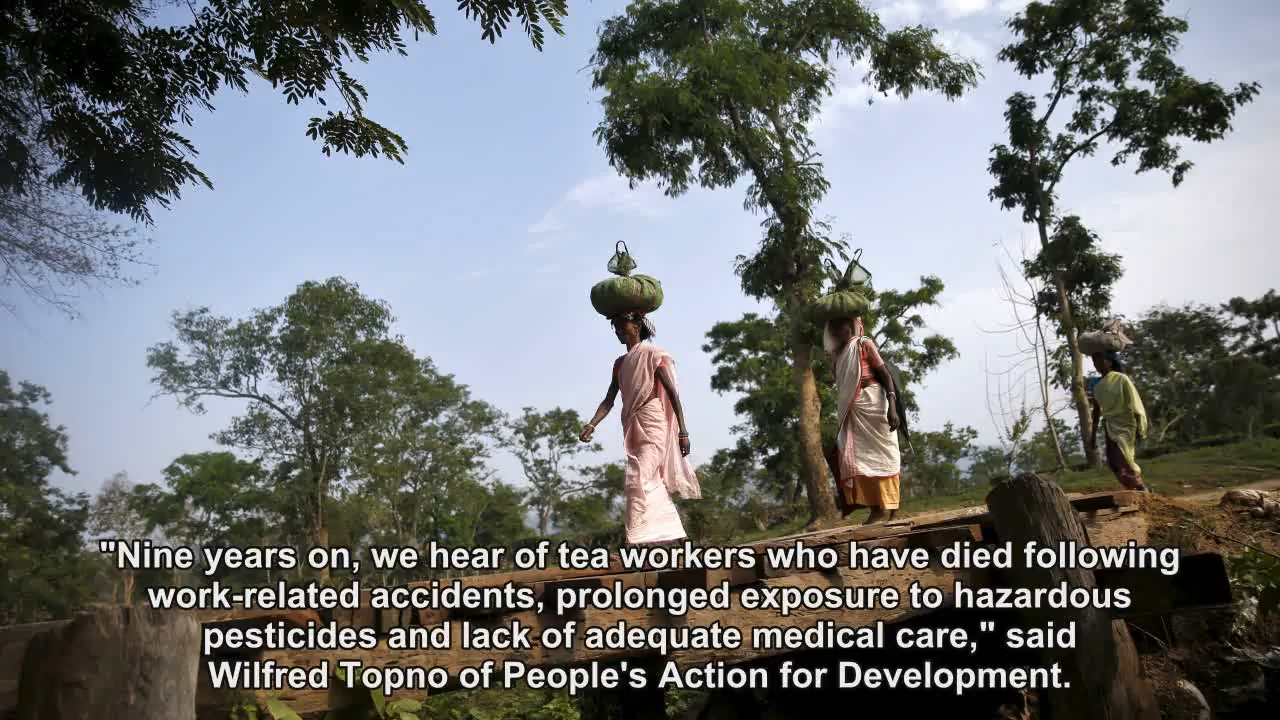 "Nine years on, we hear of tea workers who have died following
work-related accidents, prolonged exposure to hazardous
pesticides and lack of adequate medical care," said
Wilfred Topno of People's Action for Development.